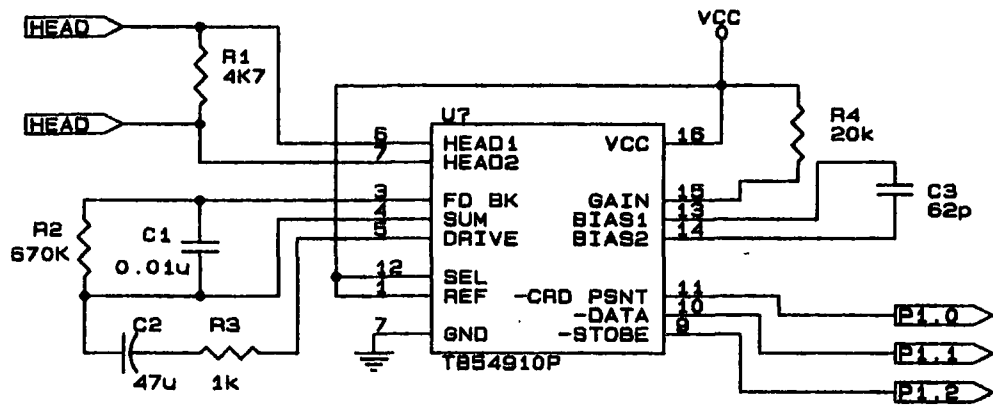 VCC
HEAD
R1
4K7
HEAD
U?
R4
20k
6
HEAD1
VCC
16
7
HEAD2
3
FD BK
GAIN
15
4
SUM
BIAS1
13
5
DRIVE
BIAS2
14
C3
62p
R2
670K
C1
0.01u
12
SEL
1
REF
-CRD PSNT
11
-DATA
10
7
GND
-STOBE
9
TB54910P
C2
47u
R3
1k
P1.0
P1.1
P1.2